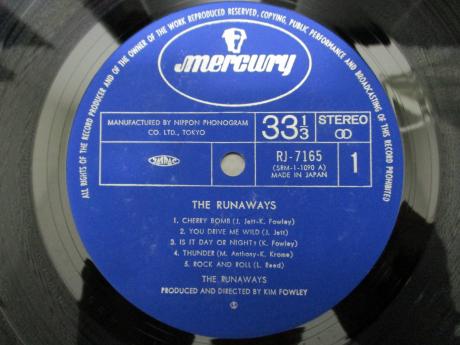 ALL RIGHTS OF THE RECORD PRODUCER AND OF THE OWNER OF THE WORK REPRODUCED RESERVED, COPYING, PUBLIC PERFORMANCE AND BROADCASTING OF THIS RECORD PROHIBITED
mercury
MANUFACTURED BY NIPPON PHONOGRAM
CO. LTD., TOKYO
33 1/3
STEREO
RJ-7165
(SRM-1-1090 A)
MADE IN JAPAN
1
THE RUNAWAYS
1. CHERRY BOMB (J. Jett-K. Fowley)
2. YOU DRIVE ME WILD (J. Jett)
3. IS IT DAY OR NIGHT? (K. Fowley)
4. THUNDER (M. Anthony-K. Krome)
5. ROCK AND ROLL (L. Reed)
THE RUNAWAYS
PRODUCED AND DIRECTED BY KIM FOWLEY